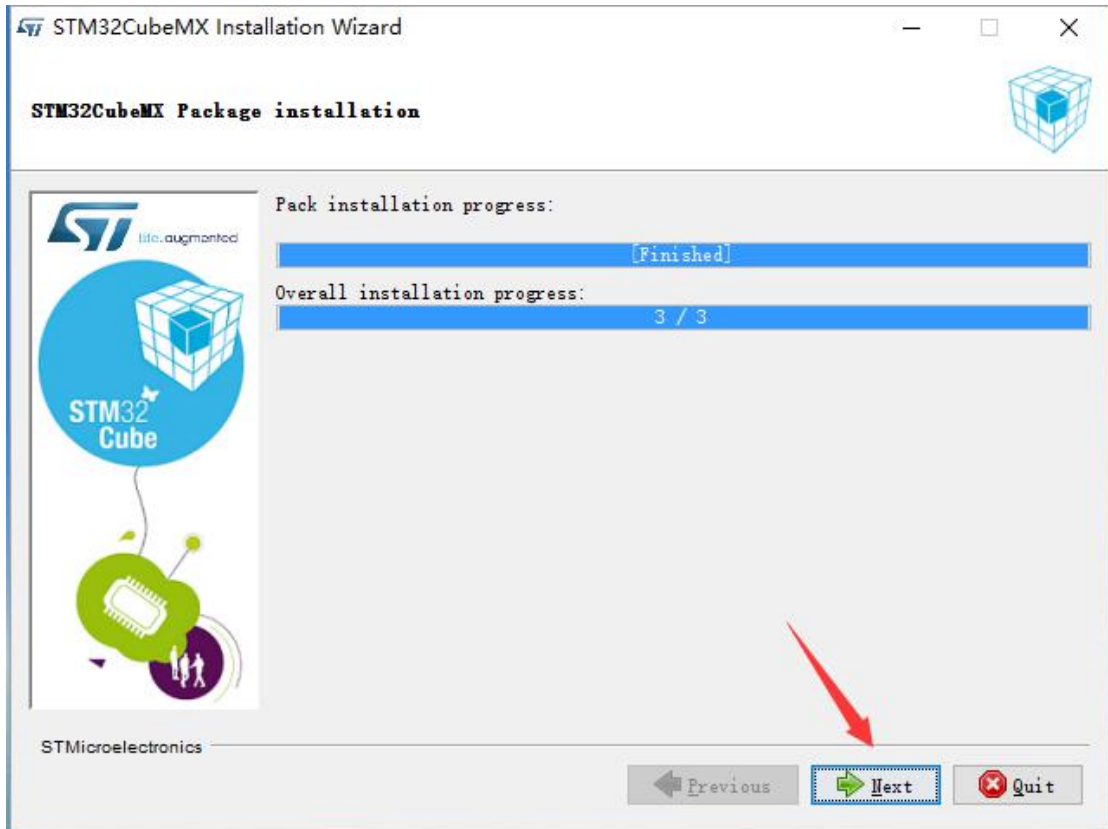 STM32CubeMX Installation Wizard
STM32CubeMX Package installation
life.augmented
Pack installation progress:
[Finished]
Overall installation progress:
3 / 3
STM32
Cube
STMicroelectronics
Previous
Next
Quit